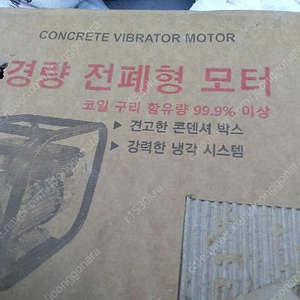 CONCRETE VIBRATOR MOTOR
경량 전폐형 모터
코일 구리 함유량 99.9% 이상
▶ 견고한 콘덴셔 박스
▶ 강력한 냉각 시스템